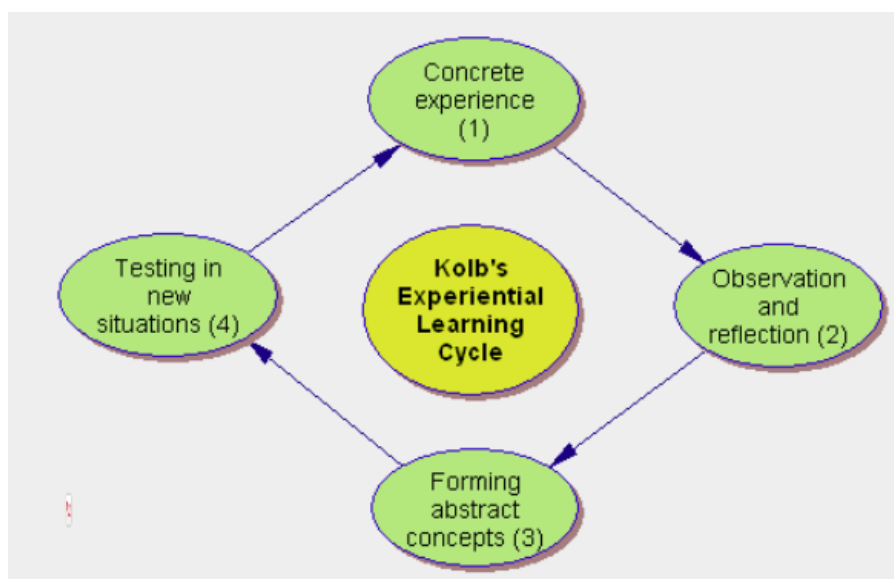 Concrete
experience
(1)
Testing in
new
situations (4)
Kolb's
Experiential
Learning
Cycle
Observation
and
reflection (2)
Forming
abstract
concepts (3)